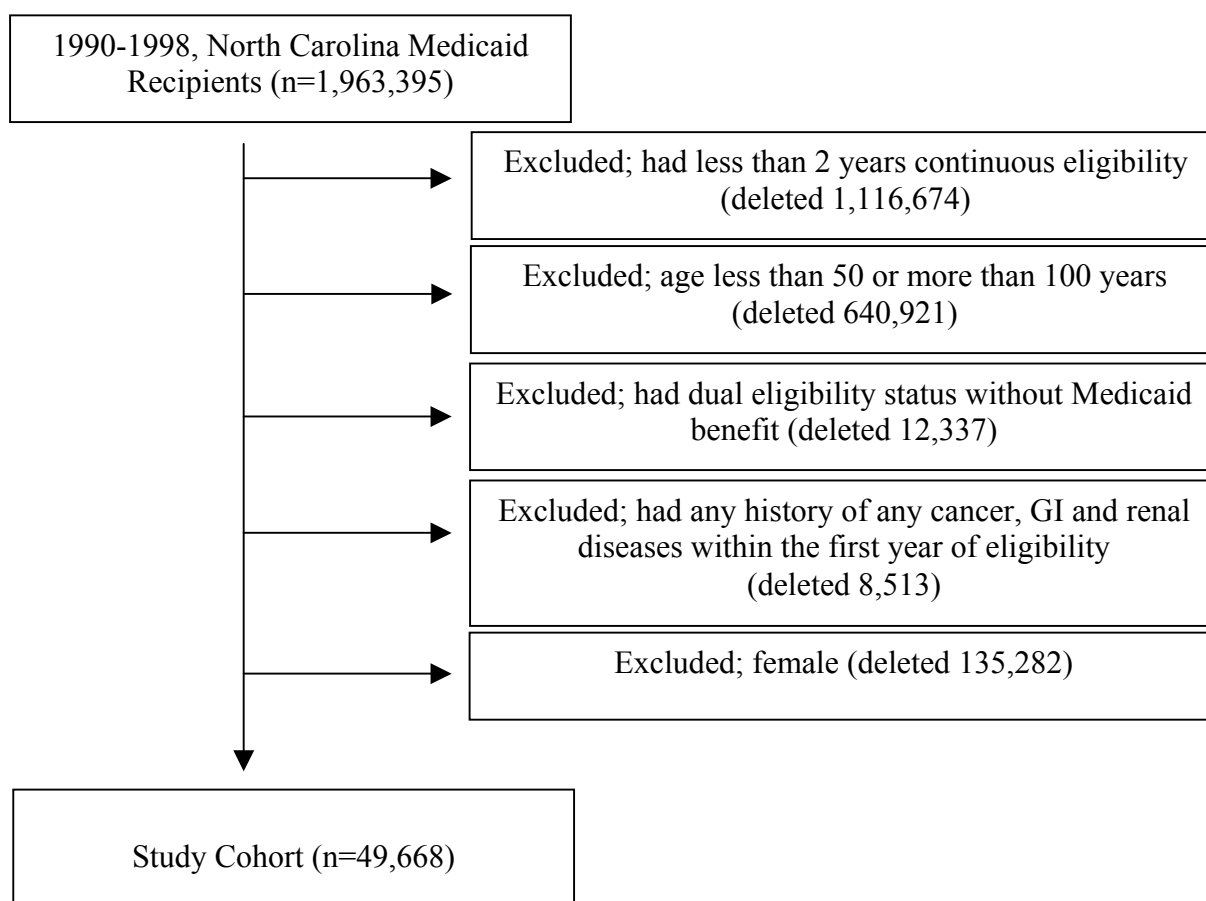 1990-1998, North Carolina Medicaid
Recipients (n=1,963,395)
Excluded; had less than 2 years continuous eligibility
(deleted 1,116,674)
Excluded; age less than 50 or more than 100 years
(deleted 640,921)
Excluded; had dual eligibility status without Medicaid
benefit (deleted 12,337)
Excluded; had any history of any cancer, GI and renal
diseases within the first year of eligibility
(deleted 8,513)
Excluded; female (deleted 135,282)
Study Cohort (n=49,668)